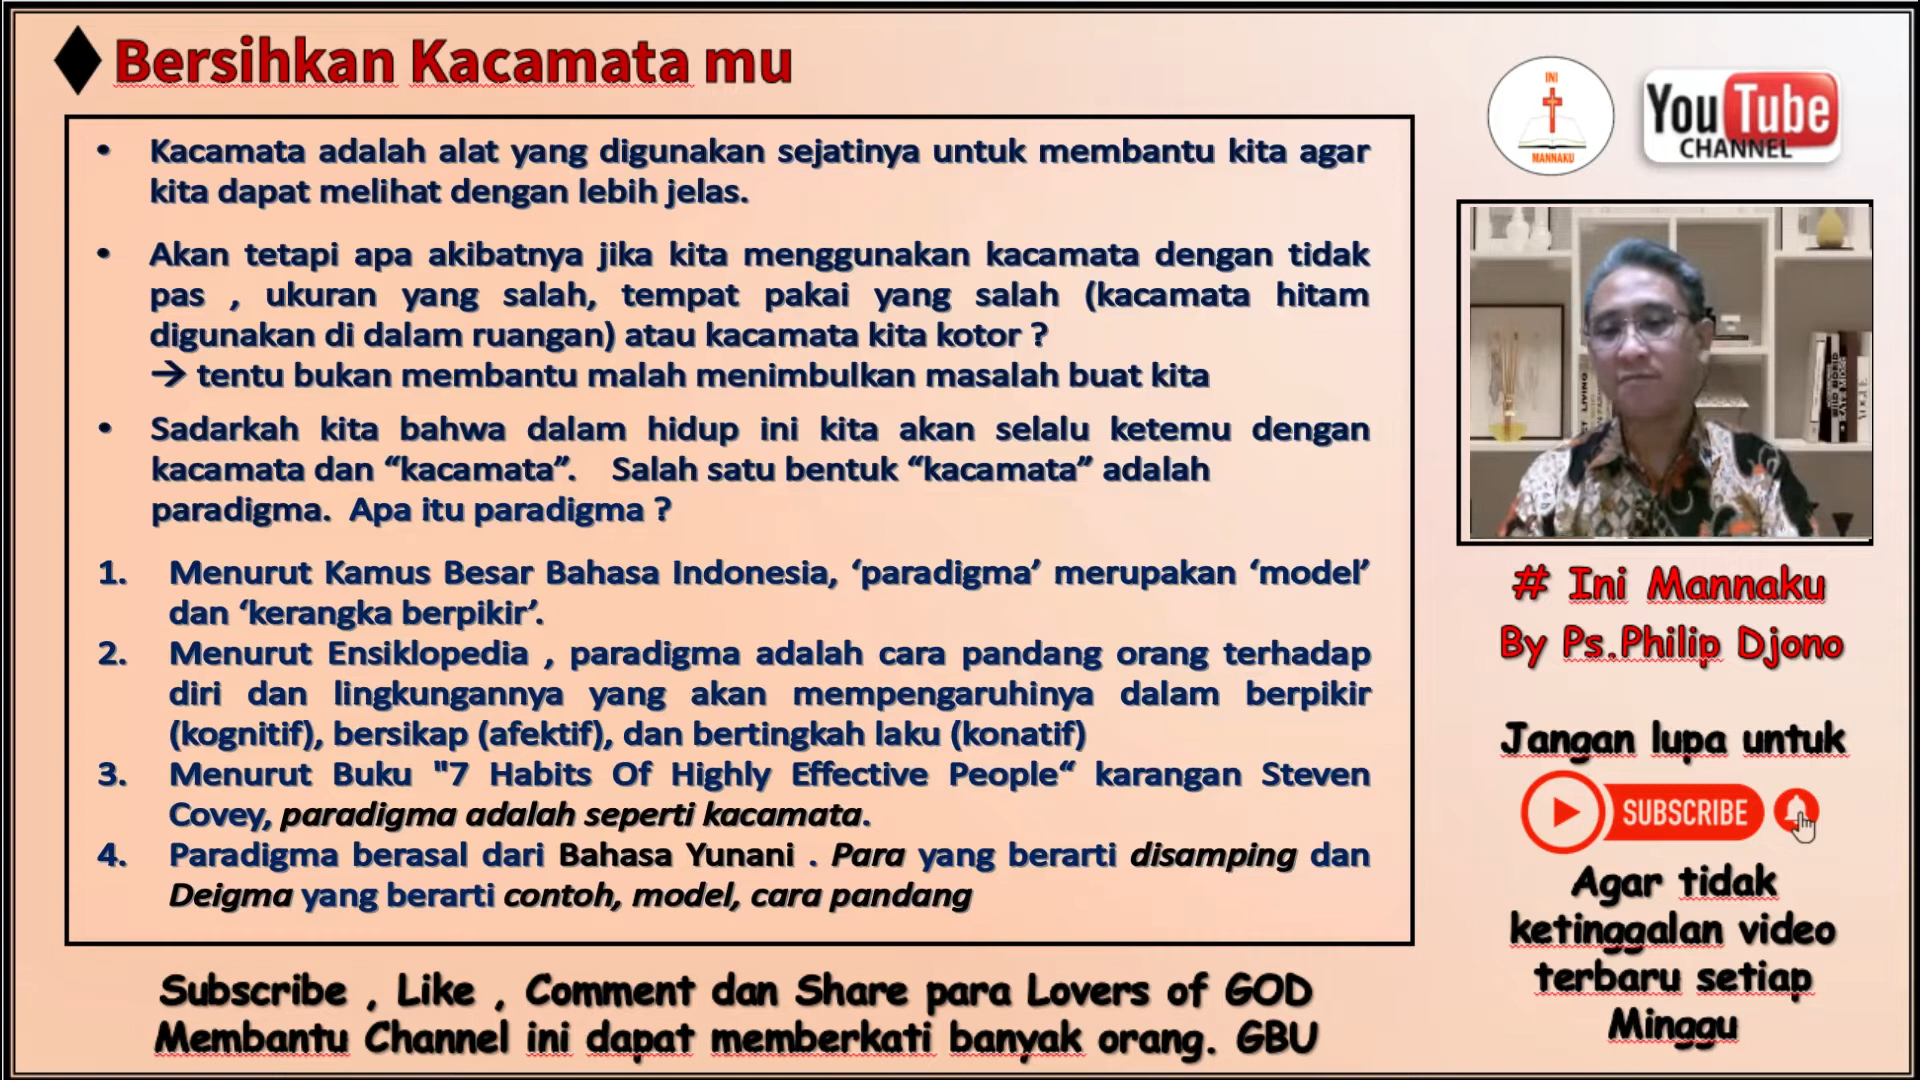 Bersihkan Kacamata mu
• Kacamata adalah alat yang digunakan sejatinya untuk membantu kita agar
kita dapat melihat dengan lebih jelas.
• Akan tetapi apa akibatnya jika kita menggunakan kacamata dengan tidak
pas , ukuran yang salah, tempat pakai yang salah (kacamata hitam
digunakan di dalam ruangan) atau kacamata kita kotor ?
→ tentu bukan membantu malah menimbulkan masalah buat kita
• Sadarkah kita bahwa dalam hidup ini kita akan selalu ketemu dengan
kacamata dan “kacamata”. Salah satu bentuk “kacamata” adalah
paradigma. Apa itu paradigma ?
1. Menurut Kamus Besar Bahasa Indonesia, ‘paradigma’ merupakan ‘model’
dan ‘kerangka berpikir’.
2. Menurut Ensiklopedia , paradigma adalah cara pandang orang terhadap
diri dan lingkungannya yang akan mempengaruhinya dalam berpikir
(kognitif), bersikap (afektif), dan bertingkah laku (konatif)
3. Menurut Buku "7 Habits Of Highly Effective People“ karangan Steven
Covey, paradigma adalah seperti kacamata.
4. Paradigma berasal dari Bahasa Yunani . Para yang berarti disamping dan
Deigma yang berarti contoh, model, cara pandang
Subscribe , Like , Comment dan Share para Lovers of GOD
Membantu Channel ini dapat memberkati banyak orang. GBU
INI
MANNAKU
YouTube
CHANNEL
LIVING
VOGUE
# Ini Mannaku
By Ps.Philip Djono
Jangan lupa untuk
SUBSCRIBE
Agar tidak
ketinggalan video
terbaru setiap
Minggu